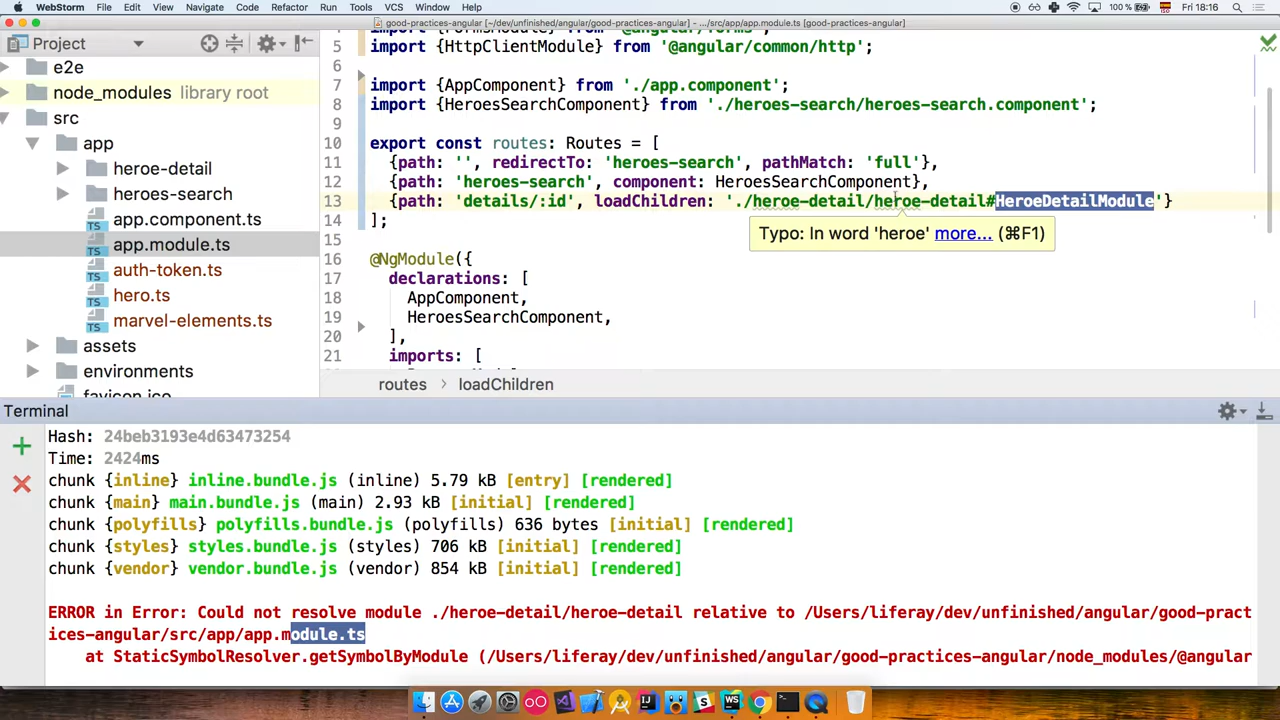 WebStorm File Edit View Navigate Code Refactor Run Tools VCS Window Help 100 % Fri 18:16
good-practices-angular [~/dev/unfinished/angular/good-practices-angular] - .../src/app/app.module.ts [good-practices-angular]
Project
e2e
node_modules library root
src
app
heroe-detail
heroes-search
app.component.ts
app.module.ts
auth-token.ts
hero.ts
marvel-elements.ts
assets
environments
favicon.ico
4 import {FormsModule} from '@angular/forms';
5 import {HttpClientModule} from '@angular/common/http';
6
7 import {AppComponent} from './app.component';
8 import {HeroesSearchComponent} from './heroes-search/heroes-search.component';
9
10 export const routes: Routes = [
11 {path: '', redirectTo: 'heroes-search', pathMatch: 'full'},
12 {path: 'heroes-search', component: HeroesSearchComponent},
13 {path: 'details/:id', loadChildren: './heroe-detail/heroe-detail#HeroeDetailModule'}
14 ];
Typo: In word 'heroe' more... (⌘F1)
15
16 @NgModule({
17 declarations: [
18 AppComponent,
19 HeroesSearchComponent,
20 ],
21 imports: [
routes > loadChildren
Terminal
Hash: 24beb3193e4d63473254
Time: 2424ms
chunk {inline} inline.bundle.js (inline) 5.79 kB [entry] [rendered]
chunk {main} main.bundle.js (main) 2.93 kB [initial] [rendered]
chunk {polyfills} polyfills.bundle.js (polyfills) 636 bytes [initial] [rendered]
chunk {styles} styles.bundle.js (styles) 706 kB [initial] [rendered]
chunk {vendor} vendor.bundle.js (vendor) 854 kB [initial] [rendered]
ERROR in Error: Could not resolve module ./heroe-detail/heroe-detail relative to /Users/liferay/dev/unfinished/angular/good-pract
ices-angular/src/app/app.module.ts
at StaticSymbolResolver.getSymbolByModule (/Users/liferay/dev/unfinished/angular/good-practices-angular/node_modules/@angular